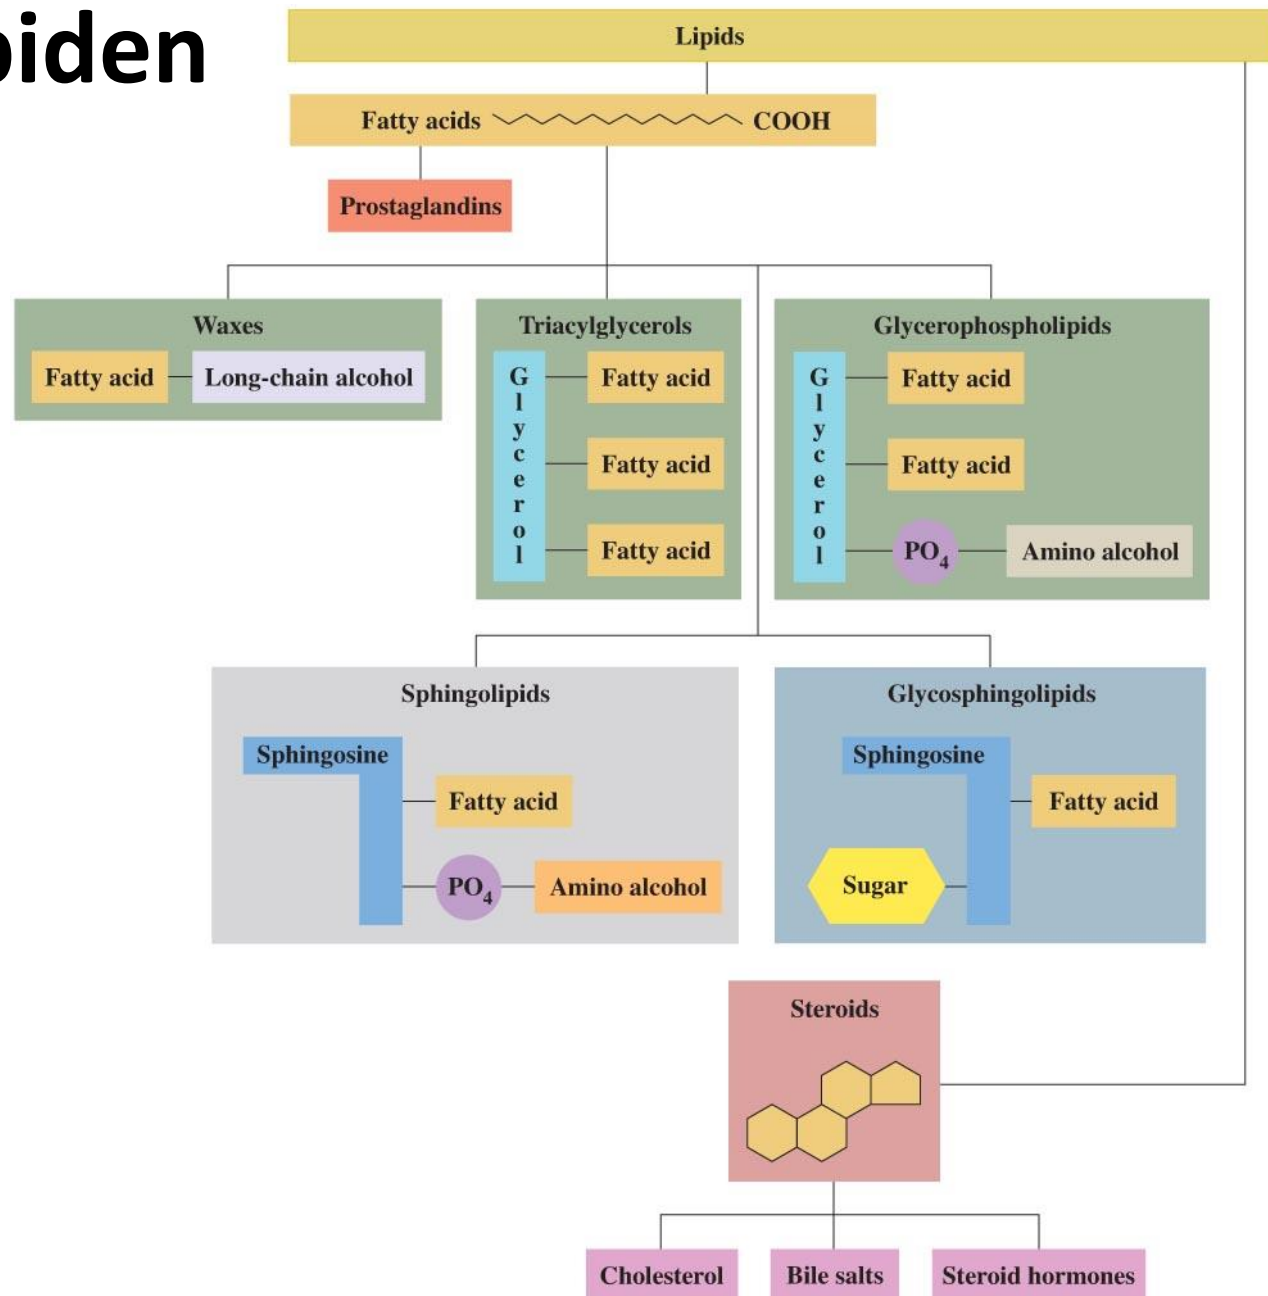 piden
Lipids
Fatty acids COOH
Prostaglandins
Waxes
Fatty acid Long-chain alcohol
Triacylglycerols
Glycerol
Fatty acid
Fatty acid
Fatty acid
Glycerophospholipids
Glycerol
Fatty acid
Fatty acid
PO4 Amino alcohol
Sphingolipids
Sphingosine
Fatty acid
PO4 Amino alcohol
Glycosphingolipids
Sphingosine
Fatty acid
Sugar
Steroids
Cholesterol
Bile salts
Steroid hormones